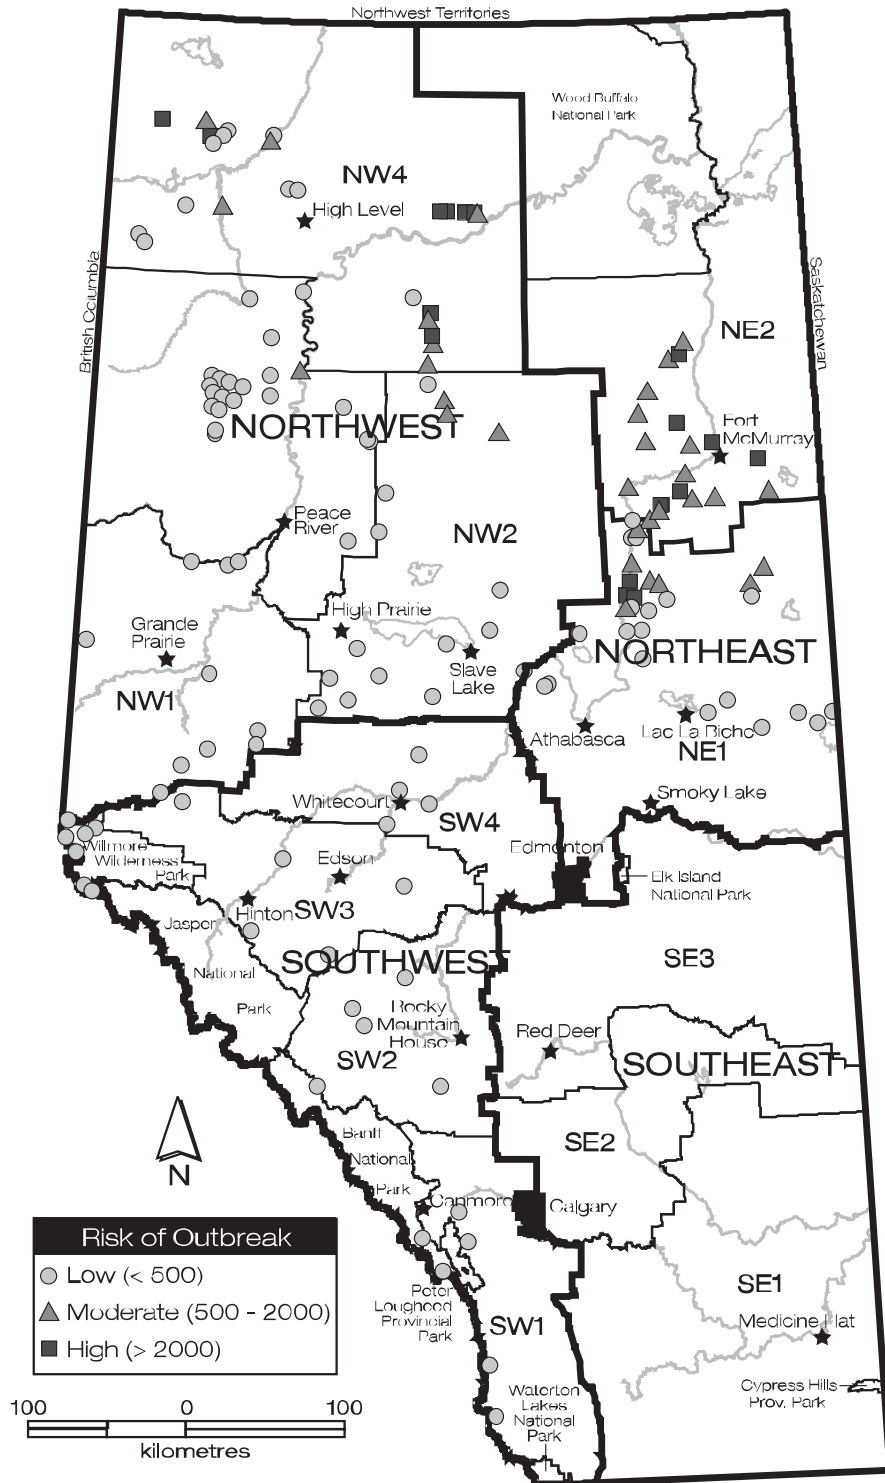 Northwest Territories
Wood Buffalo
National Park
NW4
High Level
British Columbia
Saskatchewan
NE2
NORTHWEST
Fort
McMurray
Peace
River
NW2
Grande
Prairie
High Prairie
Slave
Lake
NORTHEAST
NW1
Athabasca
Lac La Biche
NE1
Whitecourt
Smoky Lake
SW4
Edmonton
Willmore
Wilderness
Park
Edson
Elk Island
National Park
Hinton
SW3
Jasper
National
Park
SOUTHWEST
SE3
Rocky
Mountain
House
Red Deer
SW2
SOUTHEAST
Banff
National
Park
SE2
N
Canmore
Calgary
Risk of Outbreak
Low (< 500)
Moderate (500 - 2000)
High (> 2000)
Peter
Lougheed
Provincial
Park
SW1
SE1
Medicine Hat
Waterton
Lakes
National
Park
Cypress Hills
Prov. Park
100 0 100
kilometres